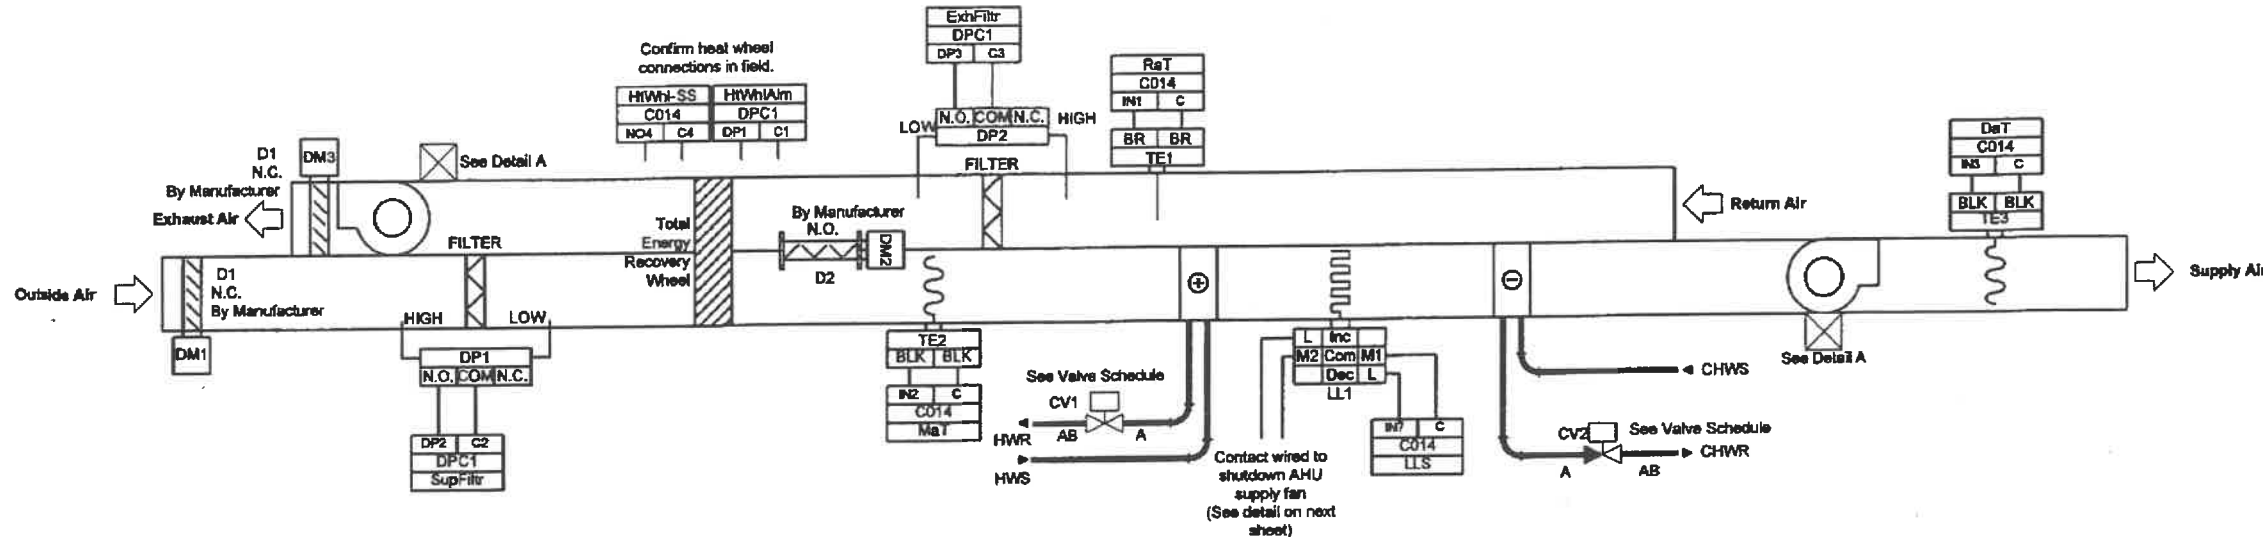 ExhFiltr
DPC1
DP3 C3
N.O. COM N.C.
LOW HIGH
DP2
Confirm heat wheel
connections in field.
HtWhl-SS HtWhlAlm
C014 DPC1
NO4 C4 DP1 C1
RaT
C014
IN1 C
BR BR
TE1
DaT
C014
IN3 C
BLK BLK
TE3
D1
N.C.
By Manufacturer
DM3
See Detail A
Exhaust Air
FILTER
Total
Energy
Recovery
Wheel
By Manufacturer
N.O.
D2
DM2
FILTER
Return Air
Outside Air
D1
N.C.
By Manufacturer
DM1
HIGH LOW
DP1
N.O. COM N.C.
DP2 C2
DPC1
SupFiltr
TE2
BLK BLK
IN2 C
C014
MaT
See Valve Schedule
CV1
HWR AB A
HWS
L Inc
M2 Com M1
Dec L
LL1
Contact wired to
shutdown AHU
supply fan
(See detail on next
sheet)
IN7 C
C014
LLS
CHWS
CV2 See Valve Schedule
CHWR
A AB
See Detail A
Supply Air